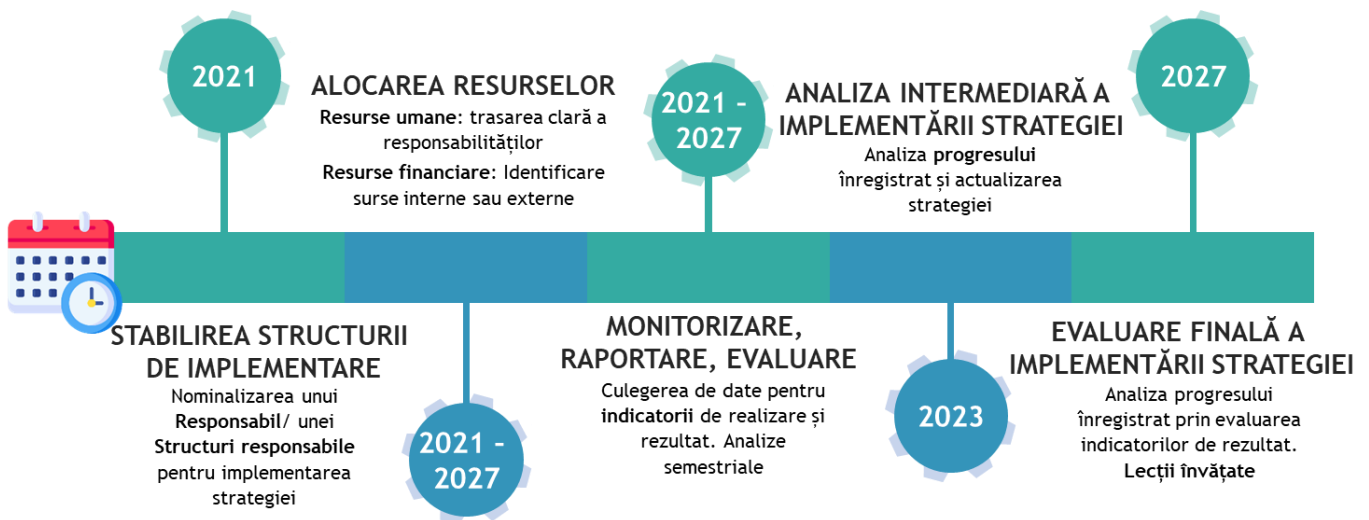 2021
STABILIREA STRUCTURII
DE IMPLEMENTARE
Nominalizarea unui
Responsabil/ unei
Structuri responsabile
pentru implementarea
strategiei
ALOCAREA RESURSELOR
Resurse umane: trasarea clară a
responsabilităților
Resurse financiare: Identificare
surse interne sau externe
2021 –
2027
2021 –
2027
MONITORIZARE,
RAPORTARE, EVALUARE
Culegerea de date pentru
indicatorii de realizare și
rezultat. Analize
semestriale
ANALIZA INTERMEDIARĂ A
IMPLEMENTĂRII STRATEGIEI
Analiza progresului
înregistrat și actualizarea
strategiei
2023
2027
EVALUARE FINALĂ A
IMPLEMENTĂRII STRATEGIEI
Analiza progresului
înregistrat prin evaluarea
indicatorilor de rezultat.
Lecții învățate